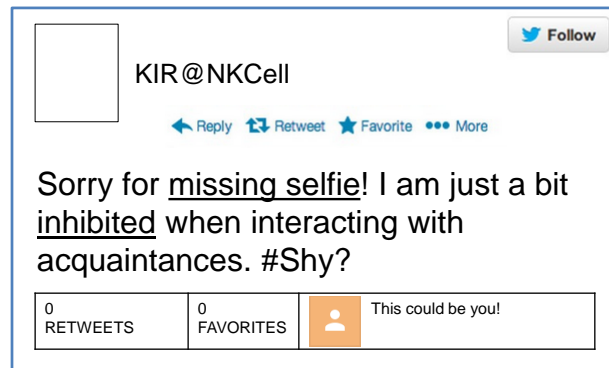 Follow
KIR@NKCell
Reply Retweet Favorite More
Sorry for missing selfie! I am just a bit
inhibited when interacting with
acquaintances. #Shy?
0 0 This could be you!
RETWEETS FAVORITES